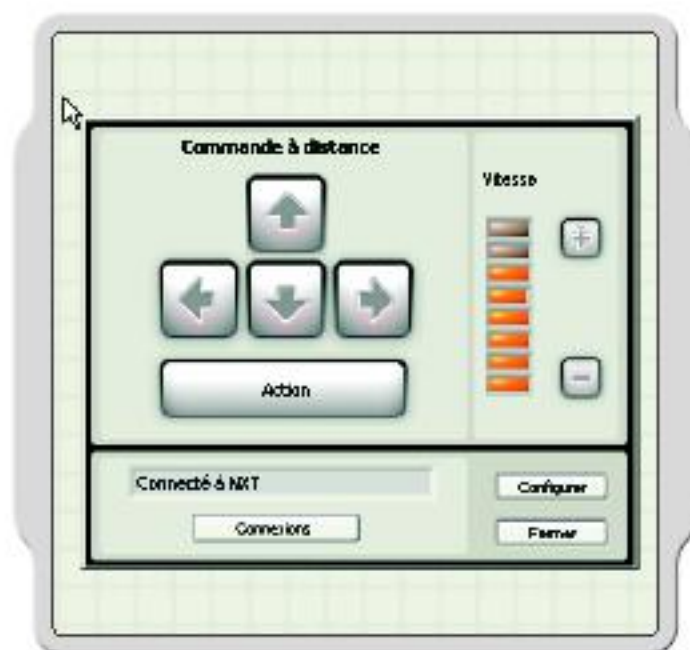 Commande à distance
Vitesse
+
Action
-
Connecté à NXT
Configurer
Connexions
Fermer